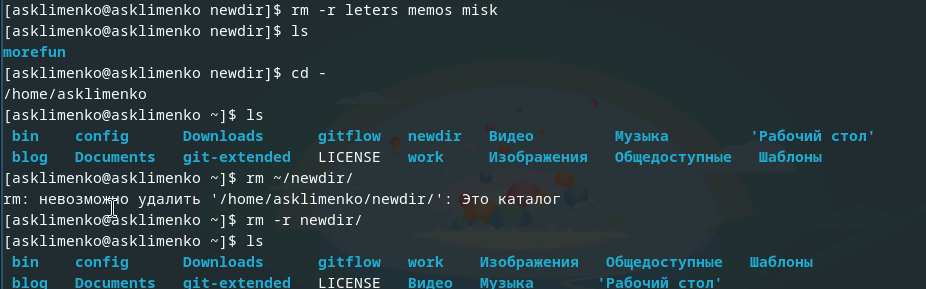 [asklimenko@asklimenko newdir]$ rm -r leters memos misk
[asklimenko@asklimenko newdir]$ ls
morefun
[asklimenko@asklimenko newdir]$ cd -
/home/asklimenko
[asklimenko@asklimenko ~]$ ls
bin config Downloads gitflow newdir Видео Музыка 'Рабочий стол'
blog Documents git-extended LICENSE work Изображения Общедоступные Шаблоны
[asklimenko@asklimenko ~]$ rm ~/newdir/
rm: невозможно удалить '/home/asklimenko/newdir/': Это каталог
[asklimenko@asklimenko ~]$ rm -r newdir/
[asklimenko@asklimenko ~]$ ls
bin config Downloads gitflow work Изображения Общедоступные Шаблоны
blog Documents git-extended LICENSE Видео Музыка 'Рабочий стол'